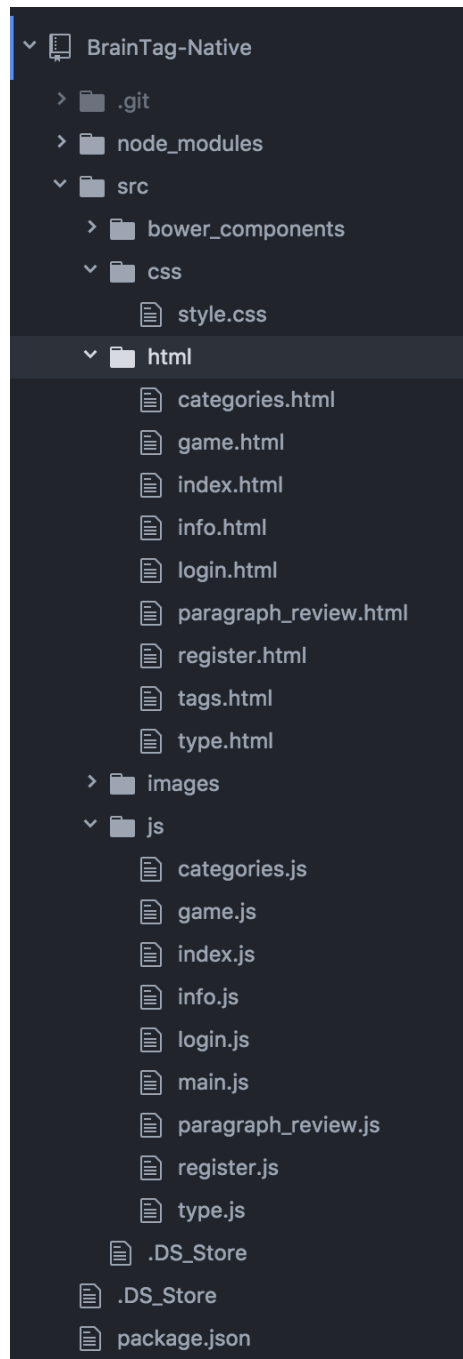 BrainTag-Native
.git
node_modules
src
bower_components
css
style.css
html
categories.html
game.html
index.html
info.html
login.html
paragraph_review.html
register.html
tags.html
type.html
images
js
categories.js
game.js
index.js
info.js
login.js
main.js
paragraph_review.js
register.js
type.js
.DS_Store
.DS_Store
package.json